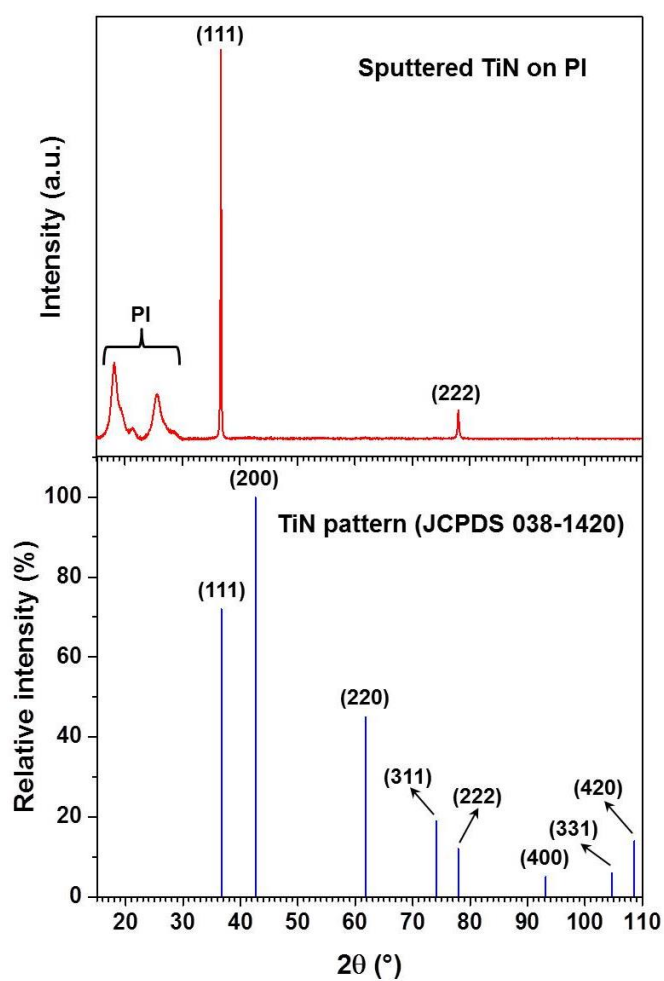 (111)
Sputtered TiN on PI
Intensity (a.u.)
PI
(222)
(200)
100
TiN pattern (JCPDS 038-1420)
80
(111)
Relative intensity (%)
60
(220)
40
(311)
(222)
(420)
20
(331)
(400)
0
20 30 40 50 60 70 80 90 100 110
2θ (°)